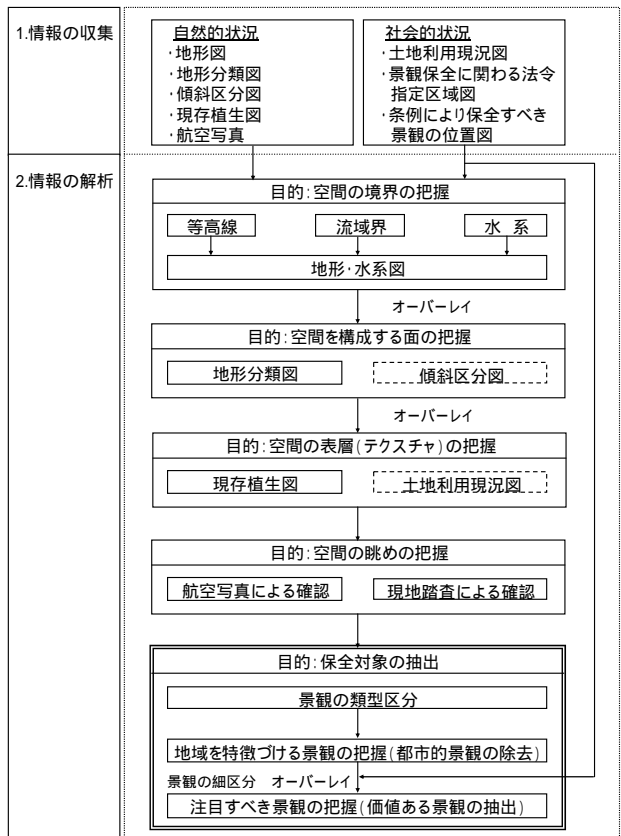 1.情報の収集
自然的状況
・地形図
・地形分類図
・傾斜区分図
・現存植生図
・航空写真
社会的状況
・土地利用現況図
・景観保全に関わる法令
指定区域図
・条例により保全すべき
景観の位置図
2.情報の解析
目的:空間の境界の把握
等高線
流域界
水 系
地形・水系図
オーバーレイ
目的:空間を構成する面の把握
地形分類図
傾斜区分図
オーバーレイ
目的:空間の表層(テクスチャ)の把握
現存植生図
土地利用現況図
目的:空間の眺めの把握
航空写真による確認
現地踏査による確認
目的:保全対象の抽出
景観の類型区分
地域を特徴づける景観の把握(都市的景観の除去)
景観の細区分 オーバーレイ
注目すべき景観の把握(価値ある景観の抽出)